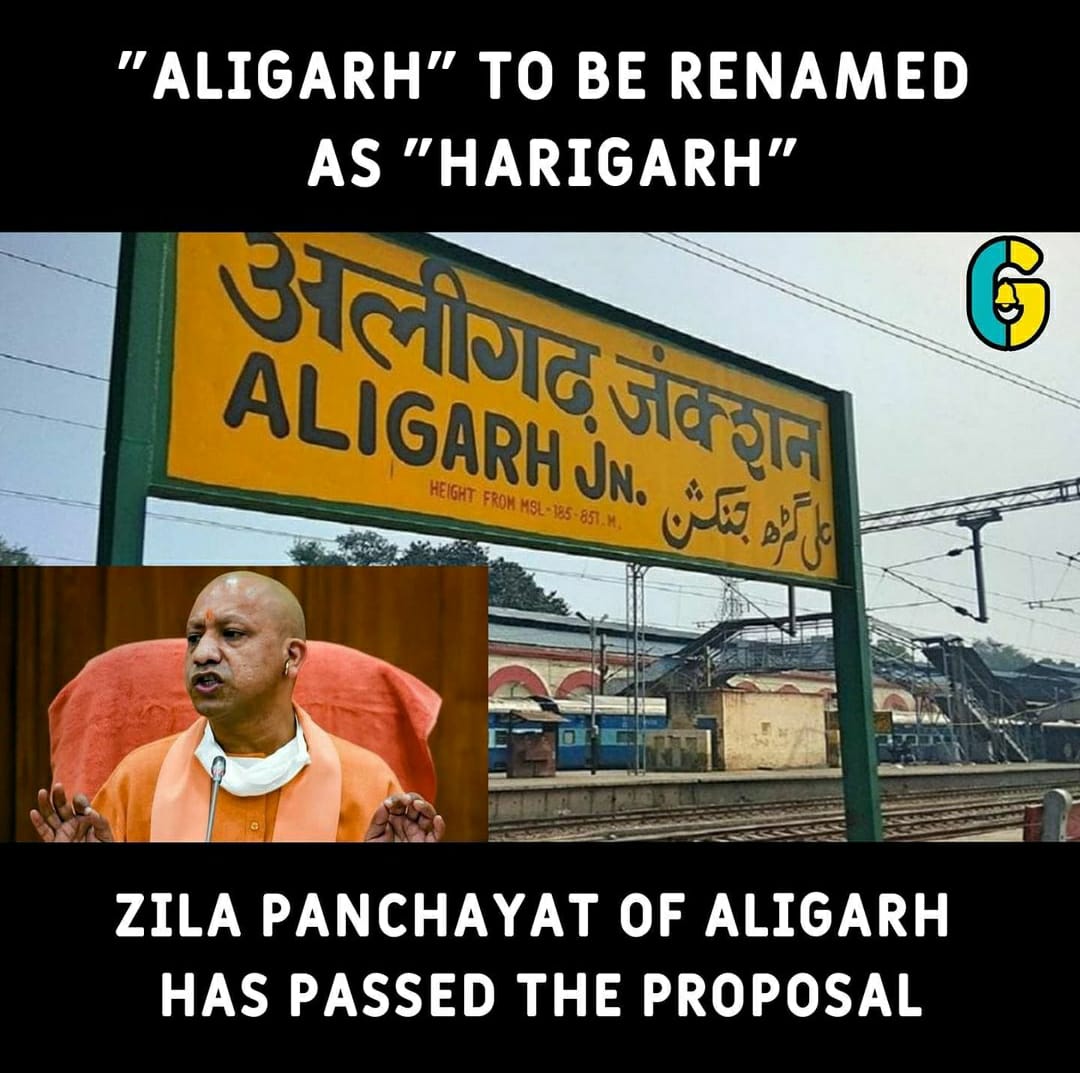 "ALIGARH" TO BE RENAMED
AS "HARIGARH"
अलीगढ़ जंक्शन
ALIGARH JN.
HEIGHT FROM MSL-185-851.M.
علی گڑھ جنکشن
ZILA PANCHAYAT OF ALIGARH
HAS PASSED THE PROPOSAL